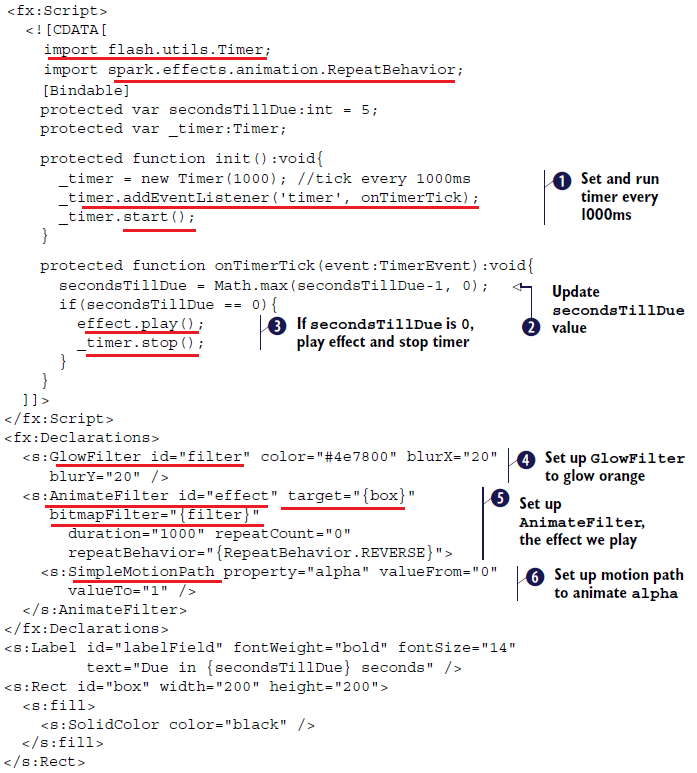 <fx:Script>
<![CDATA[
import flash.utils.Timer;
import spark.effects.animation.RepeatBehavior;
[Bindable]
protected var secondsTillDue:int = 5;
protected var _timer:Timer;
protected function init():void{
_timer = new Timer(1000); //tick every 1000ms
_timer.addEventListener('timer', onTimerTick);
_timer.start();
}
1 Set and run
timer every
1000ms
protected function onTimerTick(event:TimerEvent):void{
secondsTillDue = Math.max(secondsTillDue-1, 0);
if(secondsTillDue == 0){
effect.play();
_timer.stop();
}
}
2 Update
secondsTillDue
value
3 If secondsTillDue is 0,
play effect and stop timer
]]>
</fx:Script>
<fx:Declarations>
<s:GlowFilter id="filter" color="#4e7800" blurX="20"
blurY="20" />
4 Set up GlowFilter
to glow orange
<s:AnimateFilter id="effect" target="{box}"
bitmapFilter="{filter}"
duration="1000" repeatCount="0"
repeatBehavior="{RepeatBehavior.REVERSE}">
5 Set up
AnimateFilter,
the effect we play
<s:SimpleMotionPath property="alpha" valueFrom="0"
valueTo="1" />
6 Set up motion path
to animate alpha
</s:AnimateFilter>
</fx:Declarations>
<s:Label id="labelField" fontWeight="bold" fontSize="14"
text="Due in {secondsTillDue} seconds" />
<s:Rect id="box" width="200" height="200">
<s:fill>
<s:SolidColor color="black" />
</s:fill>
</s:Rect>